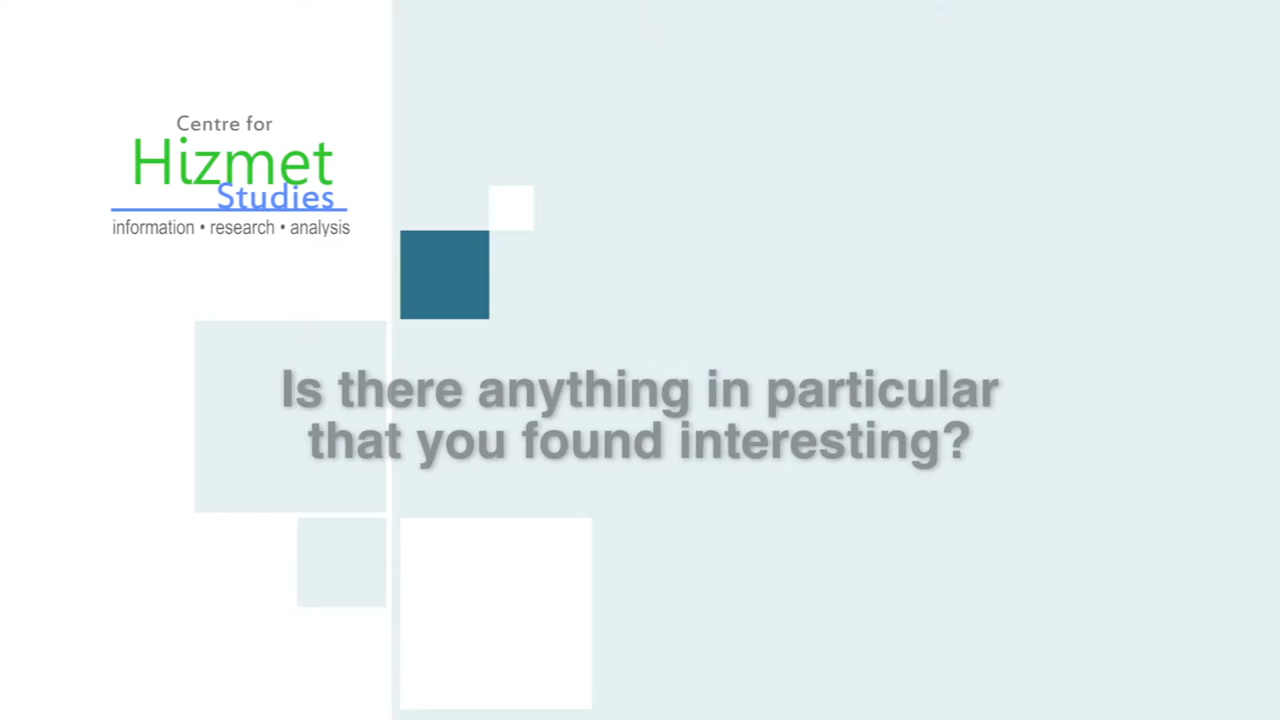 Centre for
Hizmet
Studies
information • research • analysis
Is there anything in particular
that you found interesting?